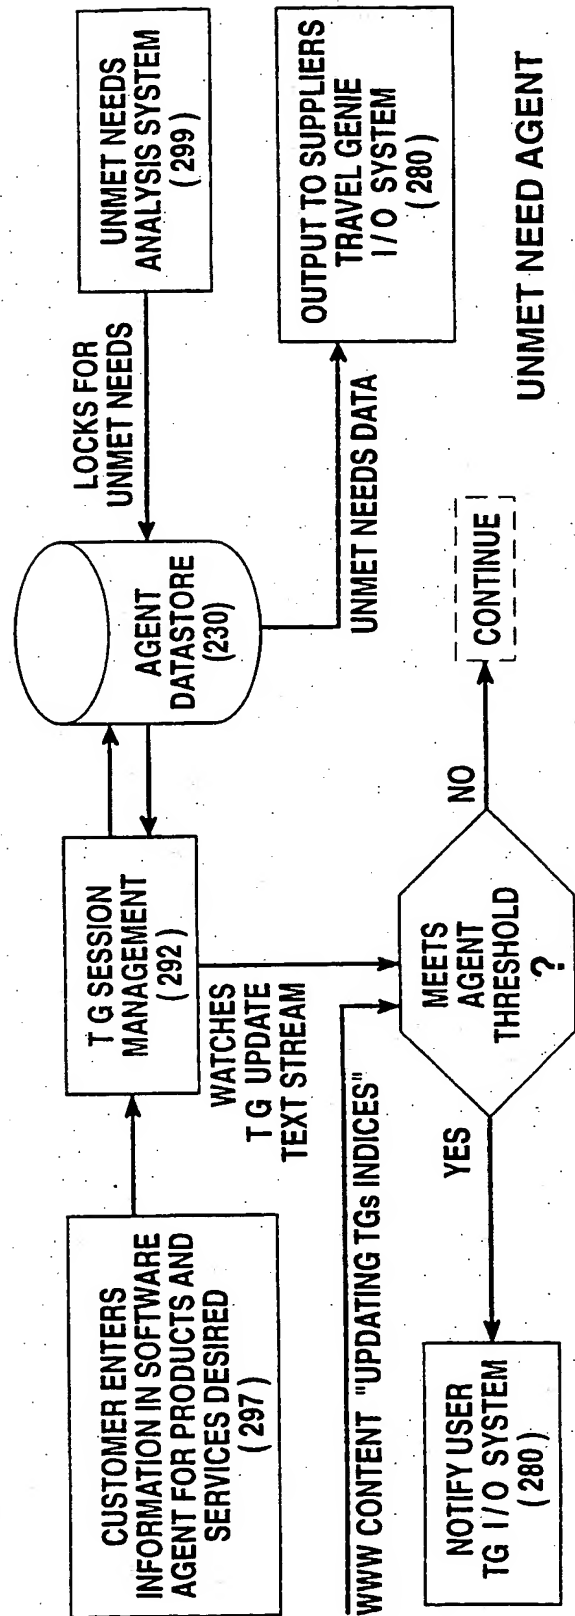 CUSTOMER ENTERS
INFORMATION IN SOFTWARE
AGENT FOR PRODUCTS AND
SERVICES DESIRED
(297)
T G SESSION
MANAGEMENT
(292)
AGENT
DATASTORE
(230)
LOCKS FOR
UNMET NEEDS
UNMET NEEDS
ANALYSIS SYSTEM
(299)
WATCHES
T G UPDATE
TEXT STREAM
UNMET NEEDS DATA
OUTPUT TO SUPPLIERS
TRAVEL GENIE
I/O SYSTEM
(280)
WWW CONTENT "UPDATING TGs INDICES"
MEETS
AGENT
THRESHOLD
?
YES
NO
NOTIFY USER
TG I/O SYSTEM
(280)
CONTINUE
UNMET NEED AGENT